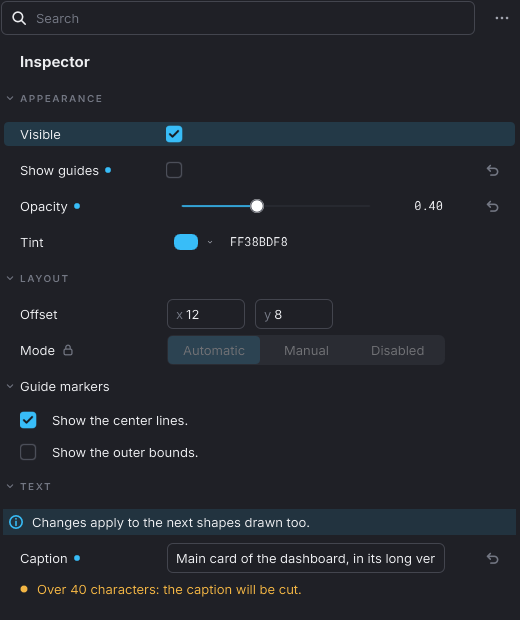 Search
Inspector
APPEARANCE
Visible
Show guides
Opacity 0.40
Tint FF38BDF8
LAYOUT
Offset x 12 y 8
Mode Automatic Manual Disabled
Guide markers
Show the center lines.
Show the outer bounds.
TEXT
Changes apply to the next shapes drawn too.
Caption Main card of the dashboard, in its long ver
Over 40 characters: the caption will be cut.